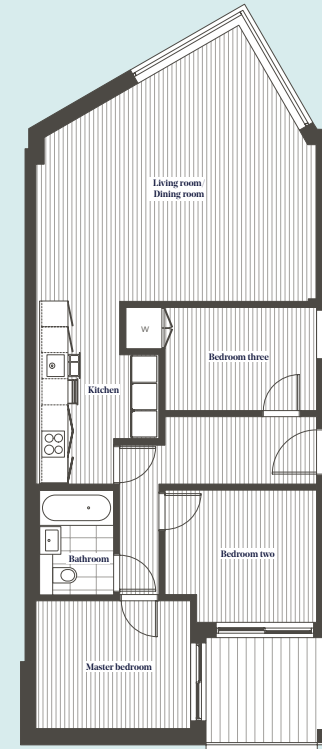 Living room/
Dining room
W
Bedroom three
Kitchen
Bedroom two
Bathroom
Master bedroom